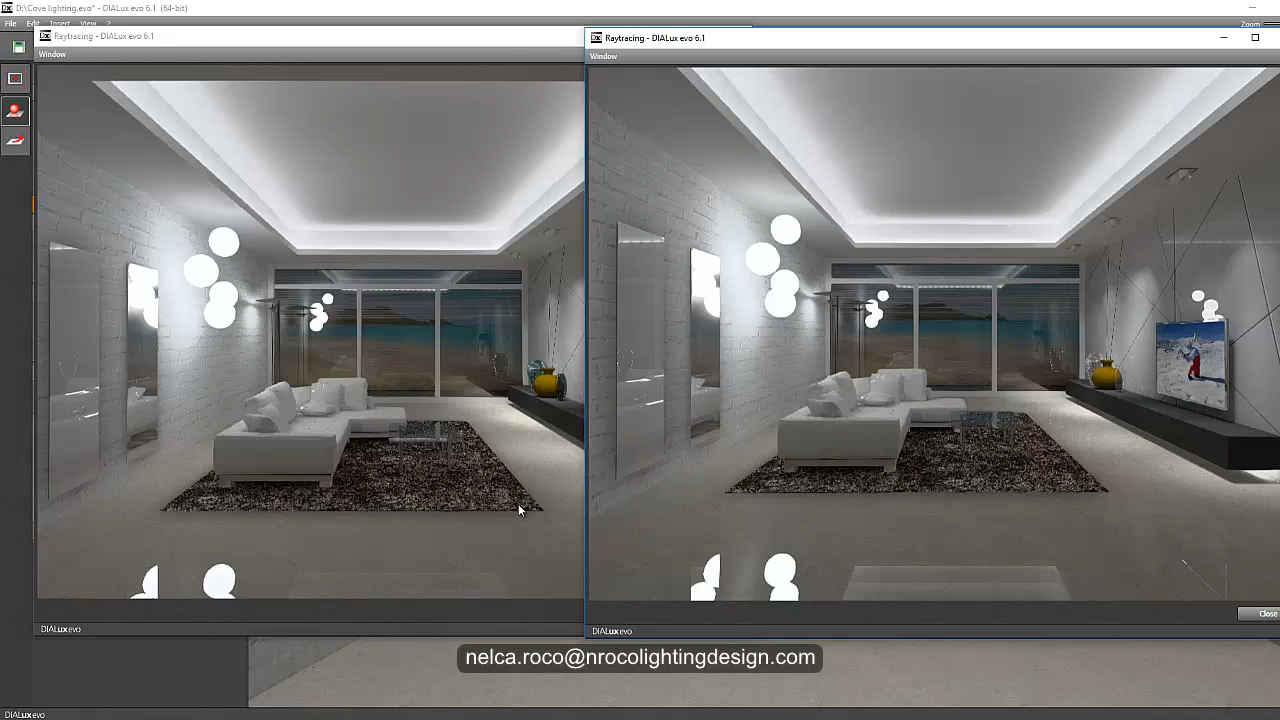 D:\Cove lighting.evo* - DIALux evo 6.1 (64-bit)
File Edit Insert View ?
Zoom
Raytracing - DIALux evo 6.1
Window
Raytracing - DIALux evo 6.1
Window
Close
DIALux evo
DIALux evo
nelca.roco@nrocolightingdesign.com
DIALux evo